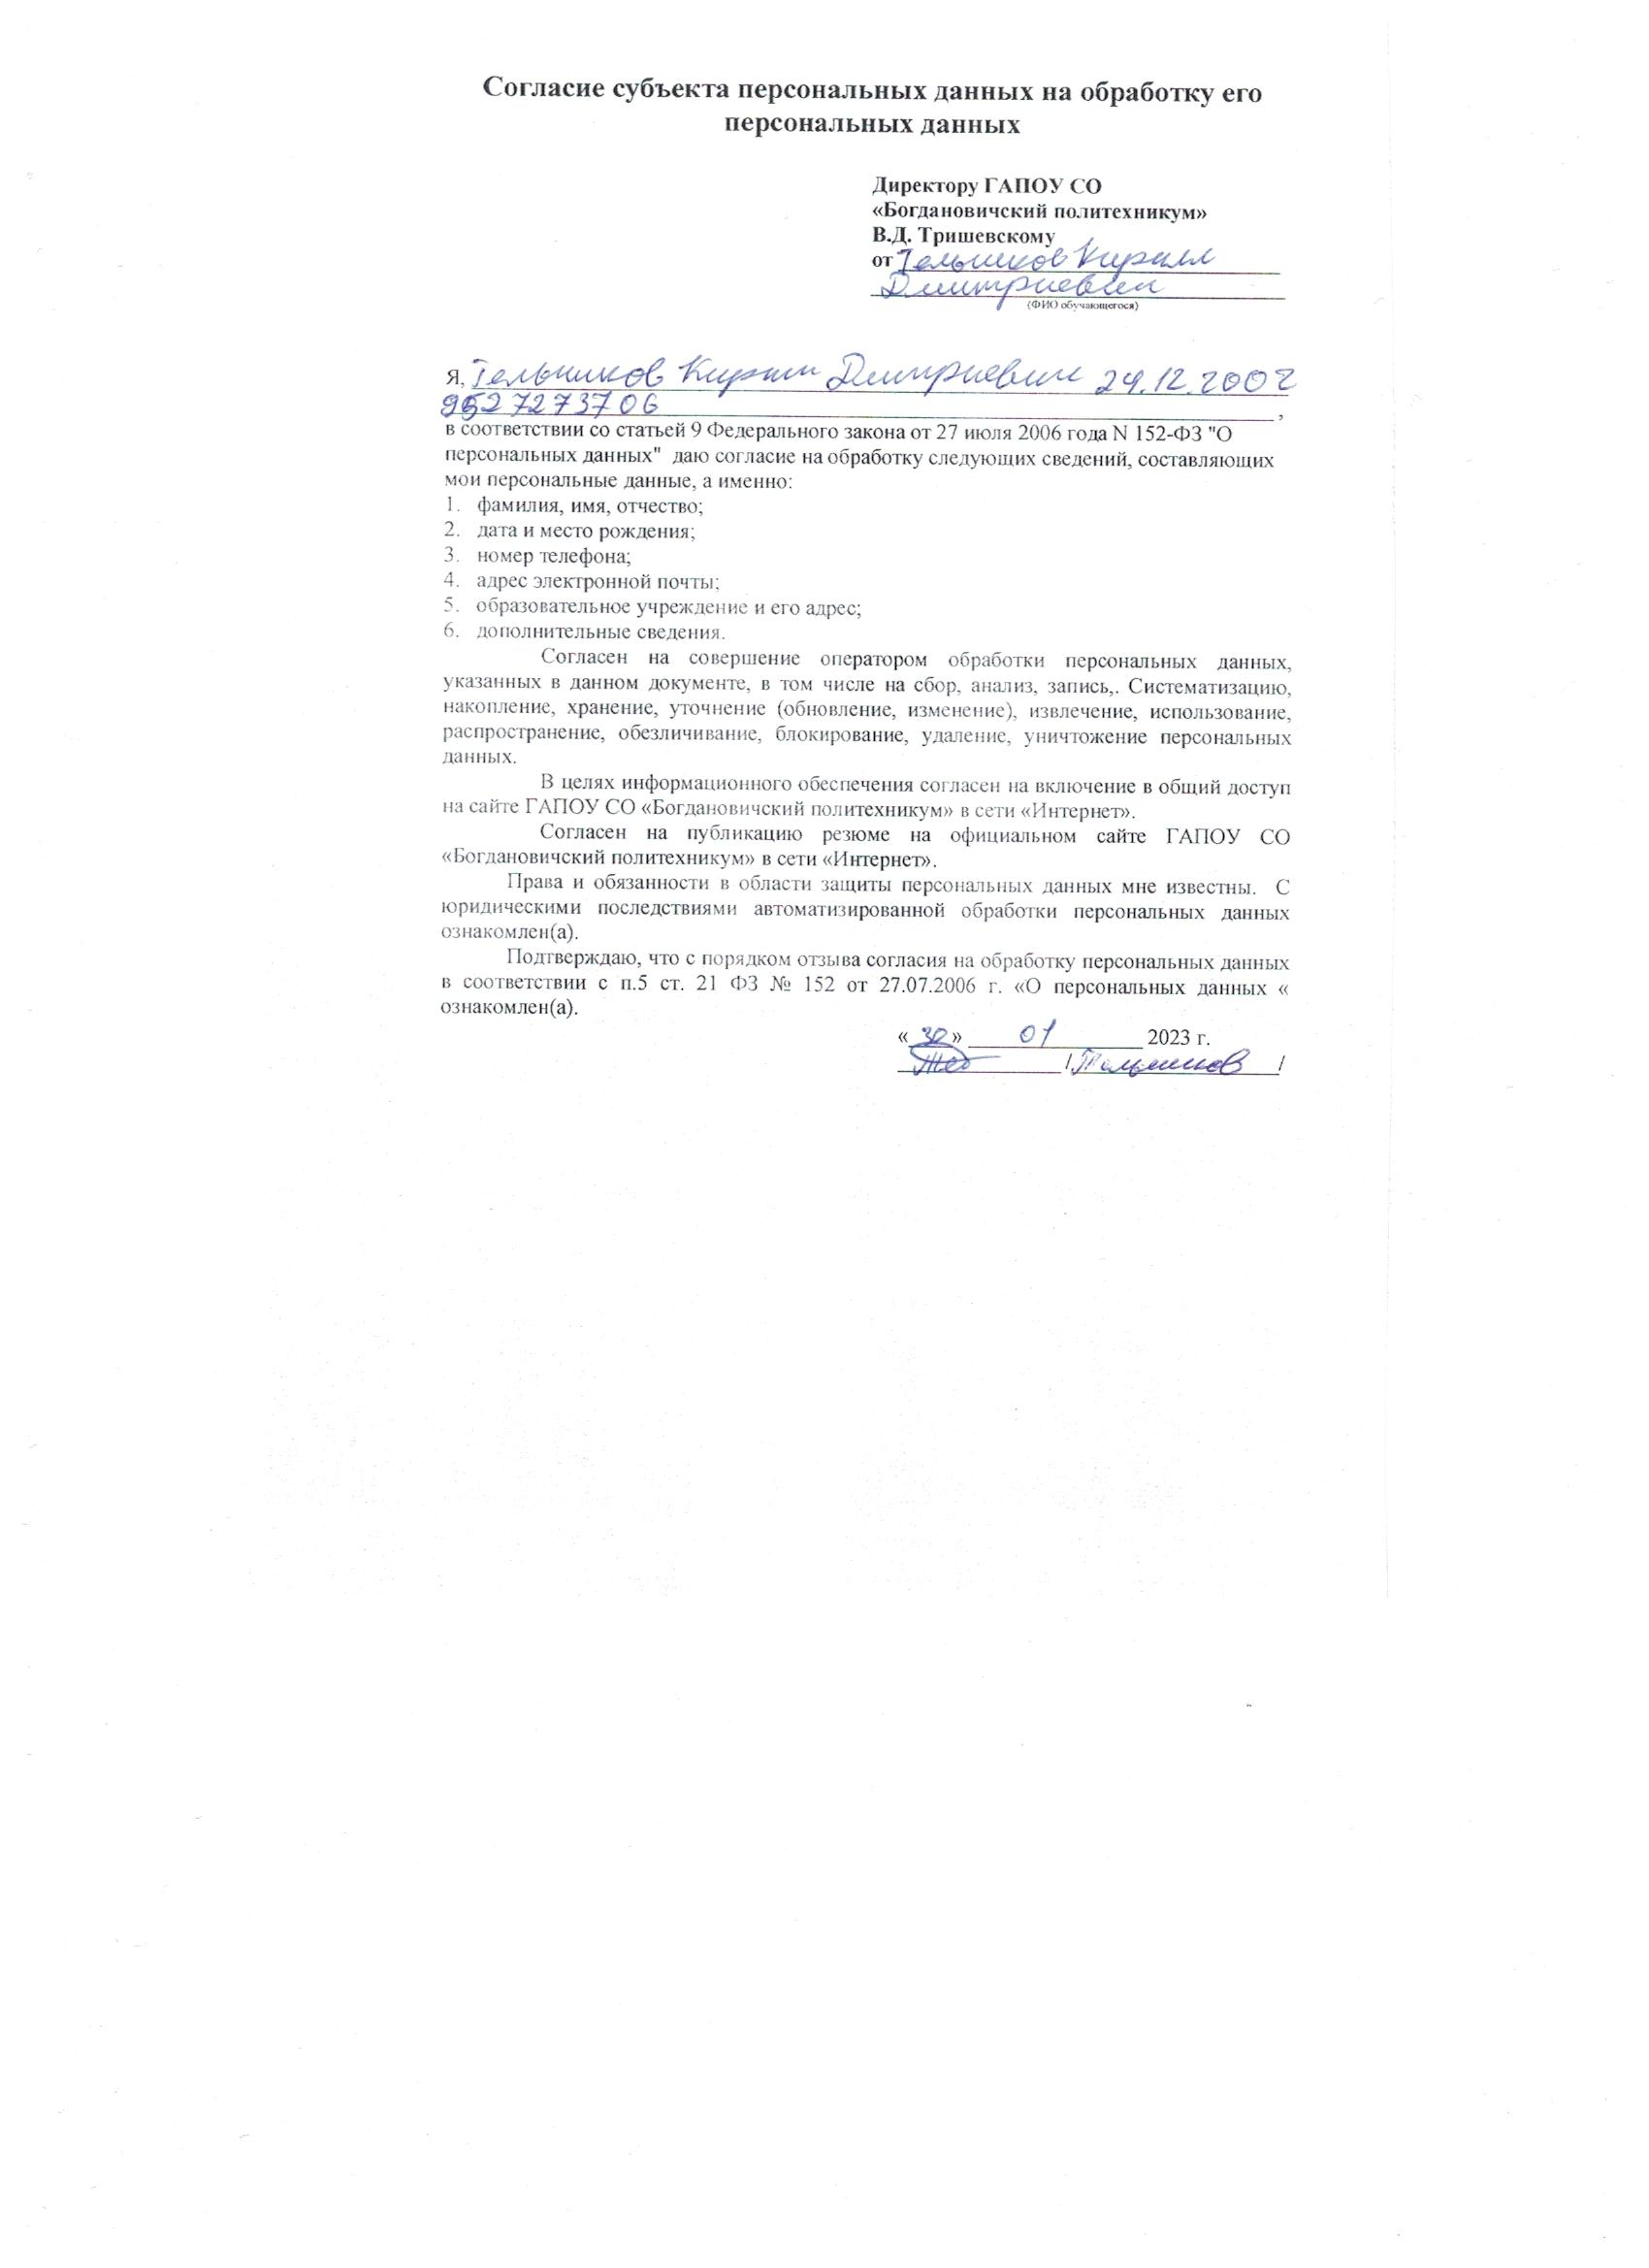 Согласие субъекта персональных данных на обработку его
персональных данных
Директору ГАПОУ СО
«Богдановичский политехникум»
В.Д. Тришевскому
от Тельников Кирилл
Дмитриевич
(ФИО обучающегося)
Я, Тельников Кирилл Дмитриевич 24.12.2002
9527273706 ,
в соответствии со статьей 9 Федерального закона от 27 июля 2006 года N 152-ФЗ "О
персональных данных" даю согласие на обработку следующих сведений, составляющих
мои персональные данные, а именно:
1. фамилия, имя, отчество;
2. дата и место рождения;
3. номер телефона;
4. адрес электронной почты;
5. образовательное учреждение и его адрес;
6. дополнительные сведения.
Согласен на совершение оператором обработки персональных данных,
указанных в данном документе, в том числе на сбор, анализ, запись,. Систематизацию,
накопление, хранение, уточнение (обновление, изменение), извлечение, использование,
распространение, обезличивание, блокирование, удаление, уничтожение персональных
данных.
В целях информационного обеспечения согласен на включение в общий доступ
на сайте ГАПОУ СО «Богдановичский политехникум» в сети «Интернет».
Согласен на публикацию резюме на официальном сайте ГАПОУ СО
«Богдановичский политехникум» в сети «Интернет».
Права и обязанности в области защиты персональных данных мне известны. С
юридическими последствиями автоматизированной обработки персональных данных
ознакомлен(а).
Подтверждаю, что с порядком отзыва согласия на обработку персональных данных
в соответствии с п.5 ст. 21 ФЗ № 152 от 27.07.2006 г. «О персональных данных «
ознакомлен(а).
«30» 01 2023 г.
/Тельников/